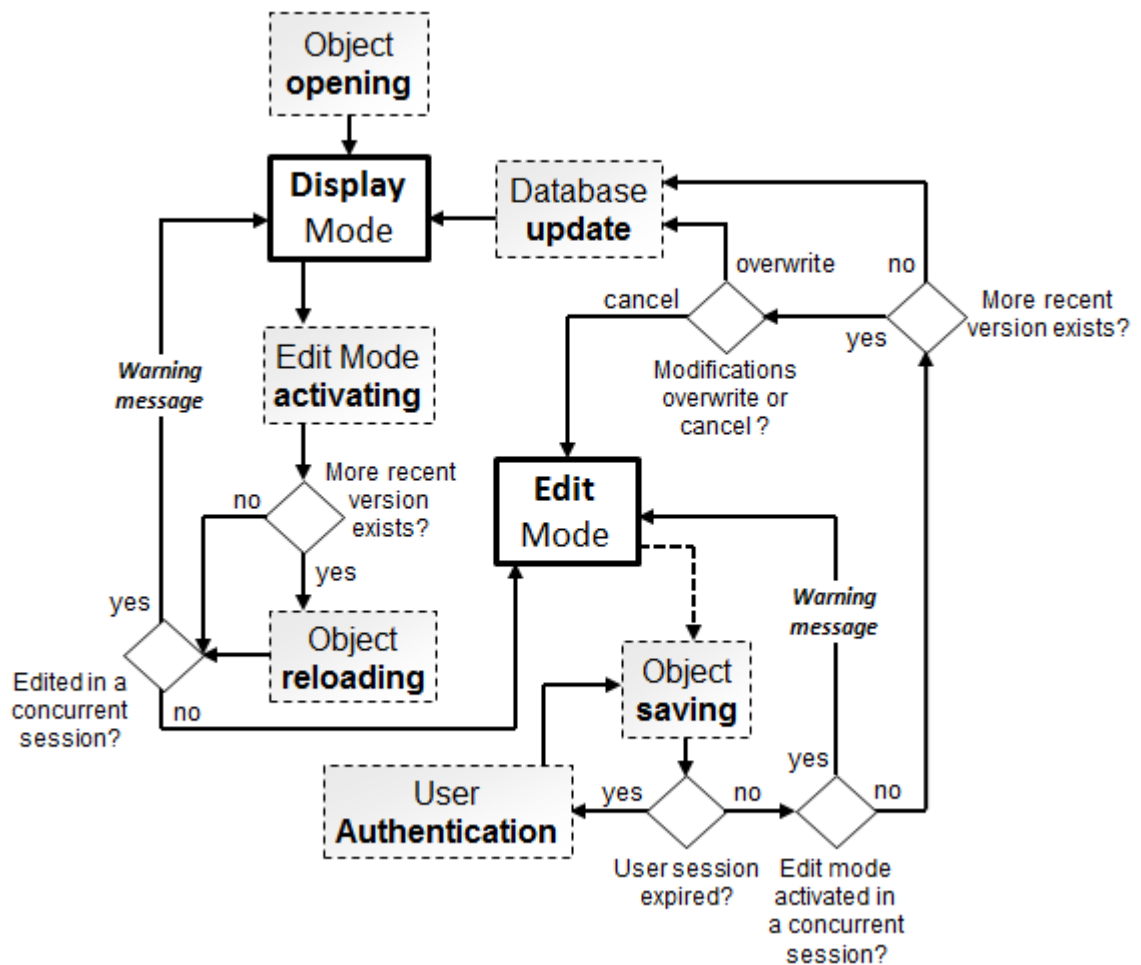 Object
opening
Display
Mode
Database
update
overwrite
no
cancel
yes
More recent
version exists?
Modifications
overwrite or
cancel ?
Warning
message
Edit Mode
activating
More recent
version
exists?
no
yes
Edit
Mode
yes
Object
reloading
Edited in a
concurrent
session?
no
Warning
message
Object
saving
yes
no
User
Authentication
yes
no
User session
expired?
Edit mode
activated in
a concurrent
session?